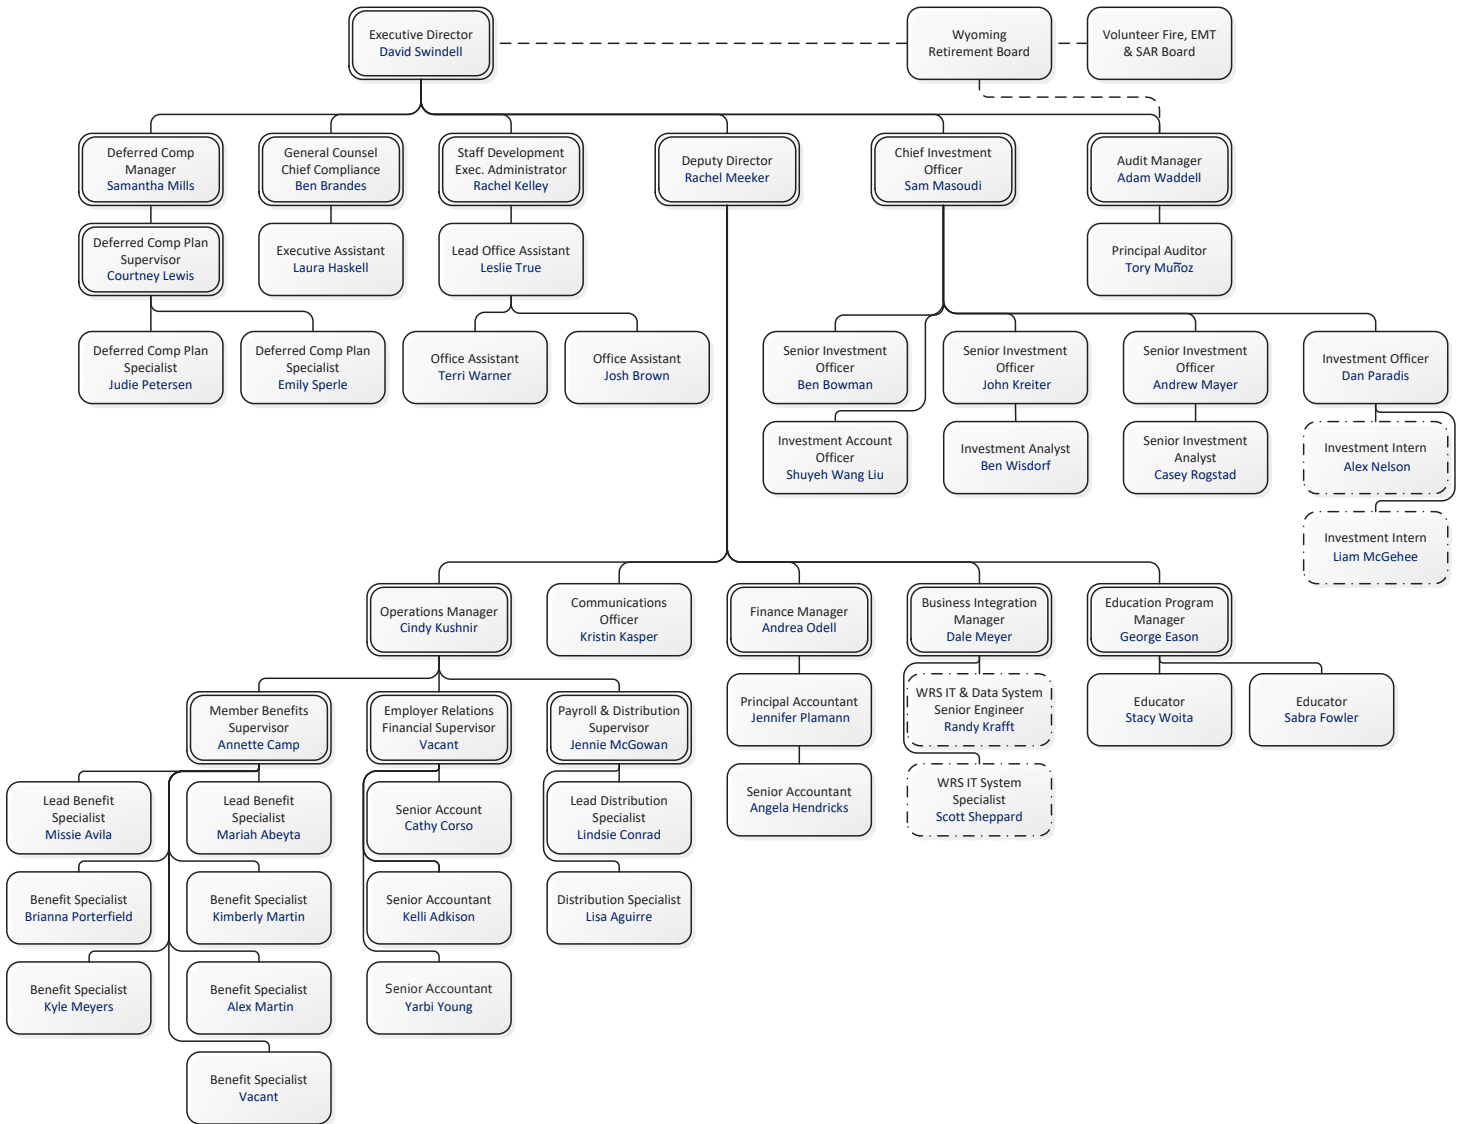 Executive Director
David Swindell
Wyoming
Retirement Board
Volunteer Fire, EMT
& SAR Board
Deferred Comp
Manager
Samantha Mills
General Counsel
Chief Compliance
Ben Brandes
Staff Development
Exec. Administrator
Rachel Kelley
Deputy Director
Rachel Meeker
Chief Investment
Officer
Sam Masoudi
Audit Manager
Adam Waddell
Deferred Comp Plan
Supervisor
Courtney Lewis
Executive Assistant
Laura Haskell
Lead Office Assistant
Leslie True
Principal Auditor
Tory Muñoz
Deferred Comp Plan
Specialist
Judie Petersen
Deferred Comp Plan
Specialist
Emily Sperle
Office Assistant
Terri Warner
Office Assistant
Josh Brown
Senior Investment
Officer
Ben Bowman
Senior Investment
Officer
John Kreiter
Senior Investment
Officer
Andrew Mayer
Investment Officer
Dan Paradis
Investment Account
Officer
Shuyeh Wang Liu
Investment Analyst
Ben Wisdorf
Senior Investment
Analyst
Casey Rogstad
Investment Intern
Alex Nelson
Investment Intern
Liam McGehee
Operations Manager
Cindy Kushnir
Communications
Officer
Kristin Kasper
Finance Manager
Andrea Odell
Business Integration
Manager
Dale Meyer
Education Program
Manager
George Eason
Member Benefits
Supervisor
Annette Camp
Employer Relations
Financial Supervisor
Vacant
Payroll & Distribution
Supervisor
Jennie McGowan
Principal Accountant
Jennifer Plamann
WRS IT & Data System
Senior Engineer
Randy Krafft
Educator
Stacy Woita
Educator
Sabra Fowler
Lead Benefit
Specialist
Missie Avila
Lead Benefit
Specialist
Mariah Abeyta
Senior Account
Cathy Corso
Lead Distribution
Specialist
Lindsie Conrad
Senior Accountant
Angela Hendricks
WRS IT System
Specialist
Scott Sheppard
Benefit Specialist
Brianna Porterfield
Benefit Specialist
Kimberly Martin
Senior Accountant
Kelli Adkison
Distribution Specialist
Lisa Aguirre
Benefit Specialist
Kyle Meyers
Benefit Specialist
Alex Martin
Senior Accountant
Yarbi Young
Benefit Specialist
Vacant